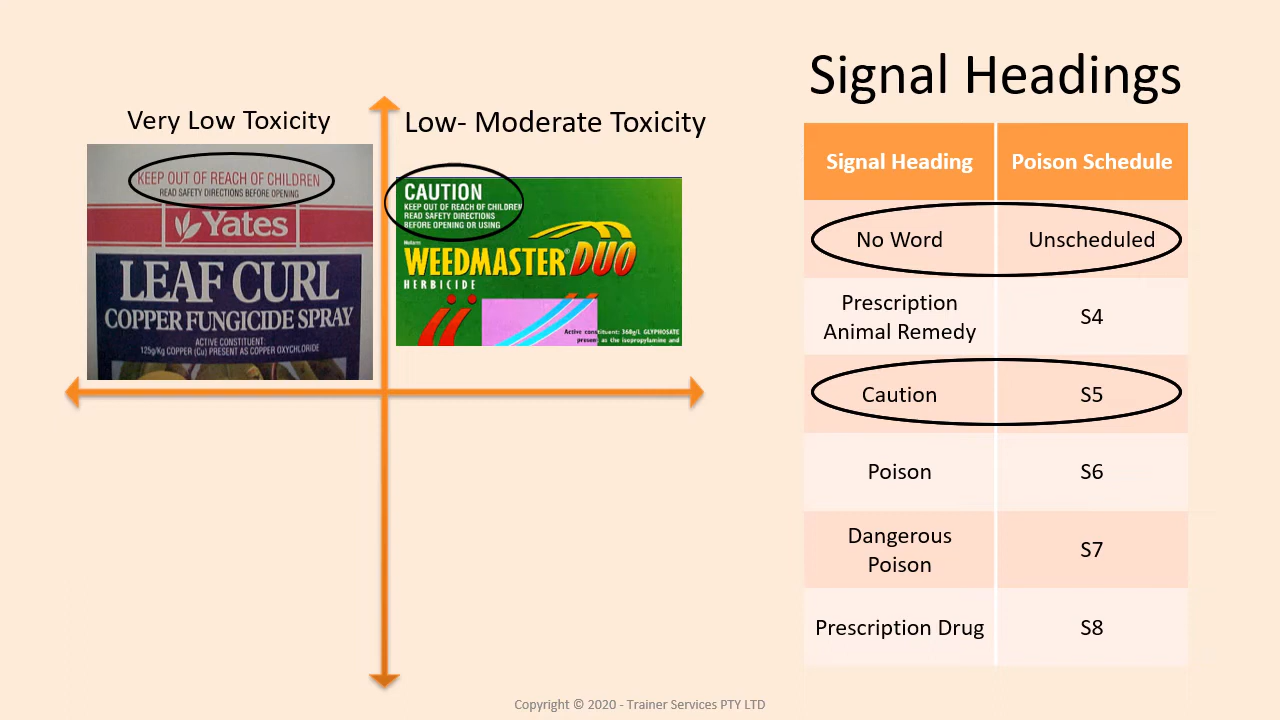 Signal Headings
Very Low Toxicity
KEEP OUT OF REACH OF CHILDREN
READ SAFETY DIRECTIONS BEFORE OPENING
Yates
LEAF CURL
COPPER FUNGICIDE SPRAY
ACTIVE CONSTITUENT:
125g/Kg COPPER (Cu) PRESENT AS COPPER OXYCHLORIDE
Low- Moderate Toxicity
CAUTION
KEEP OUT OF REACH OF CHILDREN
READ SAFETY DIRECTIONS
BEFORE OPENING OR USING
Nufarm
WEEDMASTER® DUO
HERBICIDE
Active constituent: 360g/L GLYPHOSATE
present as the isopropylamine and
Signal Heading Poison Schedule
No Word Unscheduled
Prescription
Animal Remedy S4
Caution S5
Poison S6
Dangerous
Poison S7
Prescription Drug S8
Copyright © 2020 - Trainer Services PTY LTD